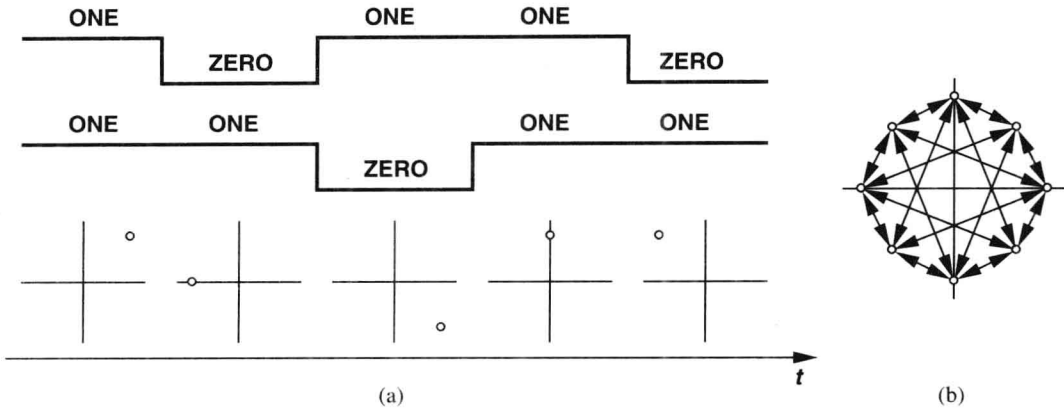 ONE ONE ONE
ZERO ZERO
ONE ONE ONE ONE
ZERO
t
(a) (b)